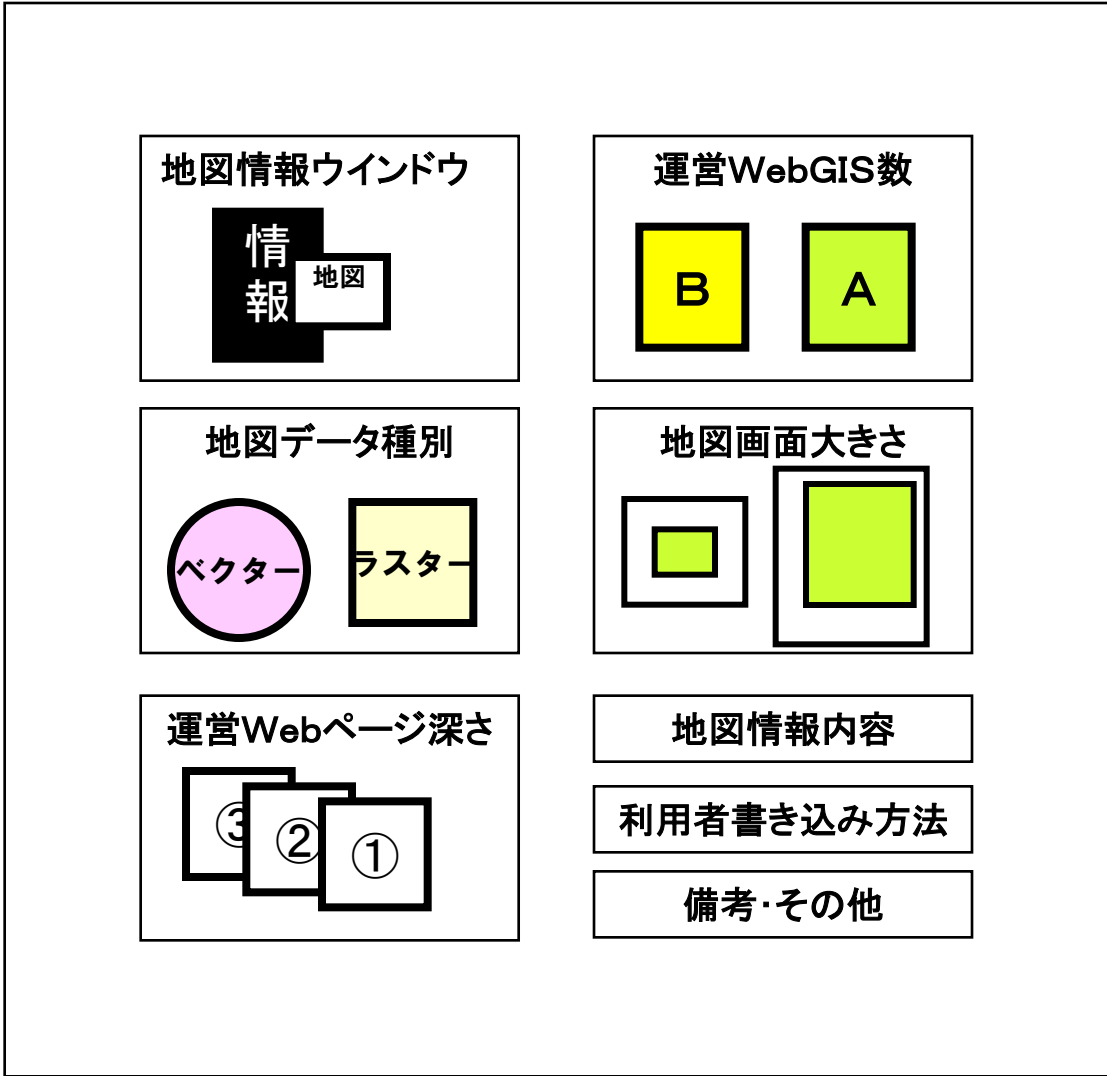 地図情報ウインドウ
情
報
地図
運営WebGIS数
B
A
地図データ種別
ベクター
ラスター
地図画面大きさ
運営Webページ深さ
③
②
①
地図情報内容
利用者書き込み方法
備考・その他